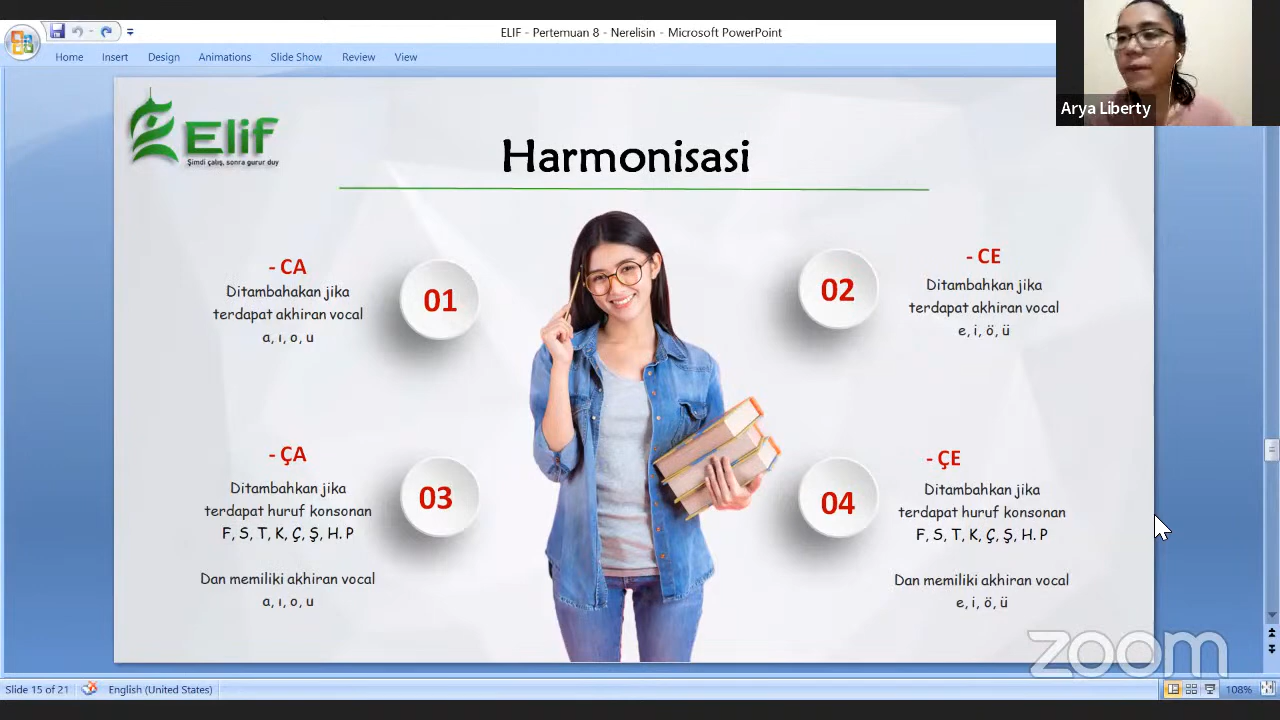 ELIF - Pertemuan 8 - Nerelisin - Microsoft PowerPoint
Home Insert Design Animations Slide Show Review View
Arya Liberty
Elif
Şimdi çalış, sonra gurur duy
Harmonisasi
- CA
Ditambahakan jika
terdapat akhiran vocal
a, ı, o, u
01
02
- CE
Ditambahkan jika
terdapat akhiran vocal
e, i, ö, ü
- ÇA
Ditambahkan jika
terdapat huruf konsonan
F, S, T, K, Ç, Ş, H. P
Dan memiliki akhiran vocal
a, ı, o, u
03
04
- ÇE
Ditambahkan jika
terdapat huruf konsonan
F, S, T, K, Ç, Ş, H. P
Dan memiliki akhiran vocal
e, i, ö, ü
zoom
Slide 15 of 21 English (United States) 108%